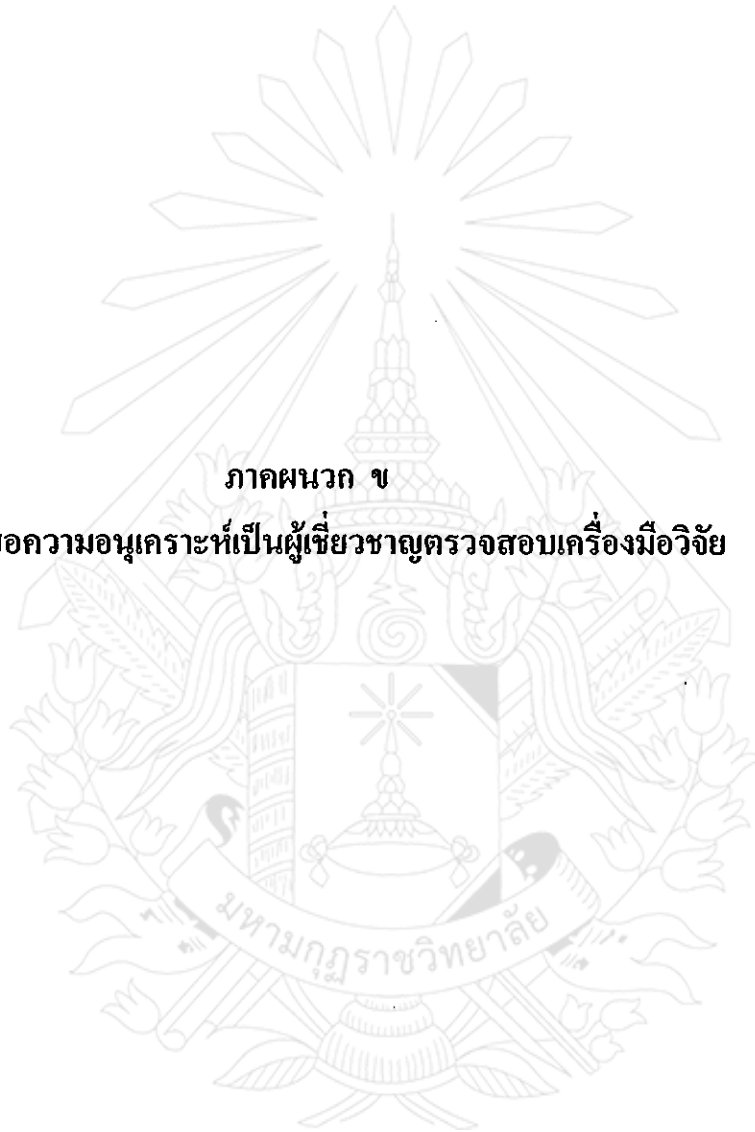 ภาคผนวก ข
ขอความอนุเคราะห์เป็นผู้เชี่ยวชาญตรวจสอบเครื่องมือวิจัย
มหามกุฏราชวิทยาลัย